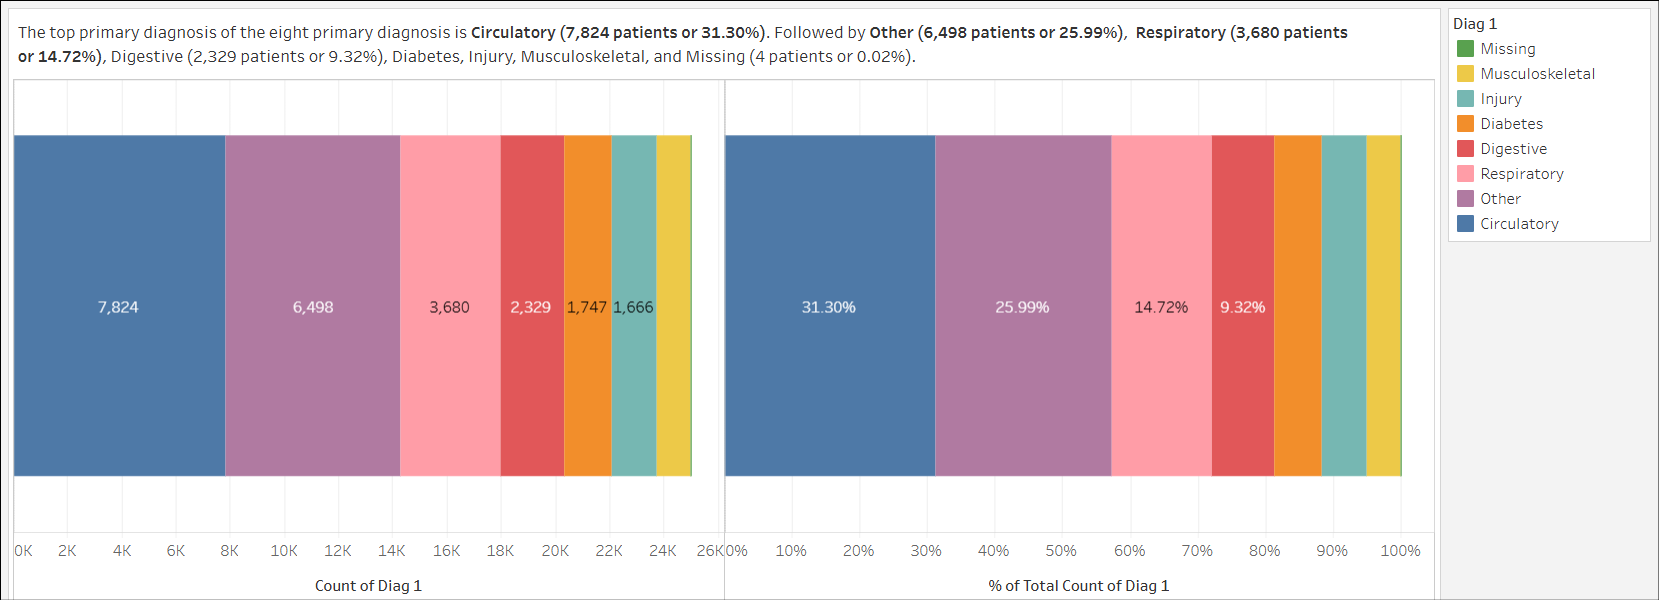 The top primary diagnosis of the eight primary diagnosis is Circulatory (7,824 patients or 31.30%). Followed by Other (6,498 patients or 25.99%),  Respiratory (3,680 patients
or 14.72%), Digestive (2,329 patients or 9.32%), Diabetes, Injury, Musculoskeletal, and Missing (4 patients or 0.02%).
7,824 6,498 3,680 2,329 1,747 1,666
0K 2K 4K 6K 8K 10K 12K 14K 16K 18K 20K 22K 24K 26K
Count of Diag 1
31.30% 25.99% 14.72% 9.32%
0% 10% 20% 30% 40% 50% 60% 70% 80% 90% 100%
% of Total Count of Diag 1
Diag 1
Missing
Musculoskeletal
Injury
Diabetes
Digestive
Respiratory
Other
Circulatory